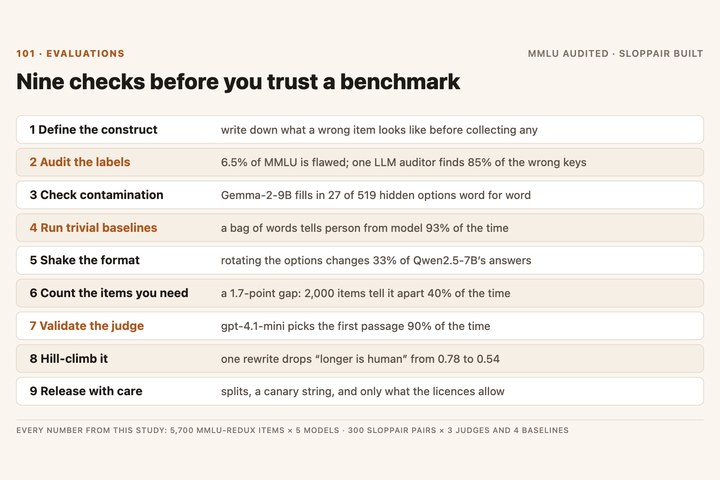 101 · EVALUATIONS
MMLU AUDITED · SLOPPAIR BUILT
Nine checks before you trust a benchmark
1 Define the construct write down what a wrong item looks like before collecting any
2 Audit the labels 6.5% of MMLU is flawed; one LLM auditor finds 85% of the wrong keys
3 Check contamination Gemma-2-9B fills in 27 of 519 hidden options word for word
4 Run trivial baselines a bag of words tells person from model 93% of the time
5 Shake the format rotating the options changes 33% of Qwen2.5-7B’s answers
6 Count the items you need a 1.7-point gap: 2,000 items tell it apart 40% of the time
7 Validate the judge gpt-4.1-mini picks the first passage 90% of the time
8 Hill-climb it one rewrite drops “longer is human” from 0.78 to 0.54
9 Release with care splits, a canary string, and only what the licences allow
EVERY NUMBER FROM THIS STUDY: 5,700 MMLU-REDUX ITEMS × 5 MODELS · 300 SLOPPAIR PAIRS × 3 JUDGES AND 4 BASELINES